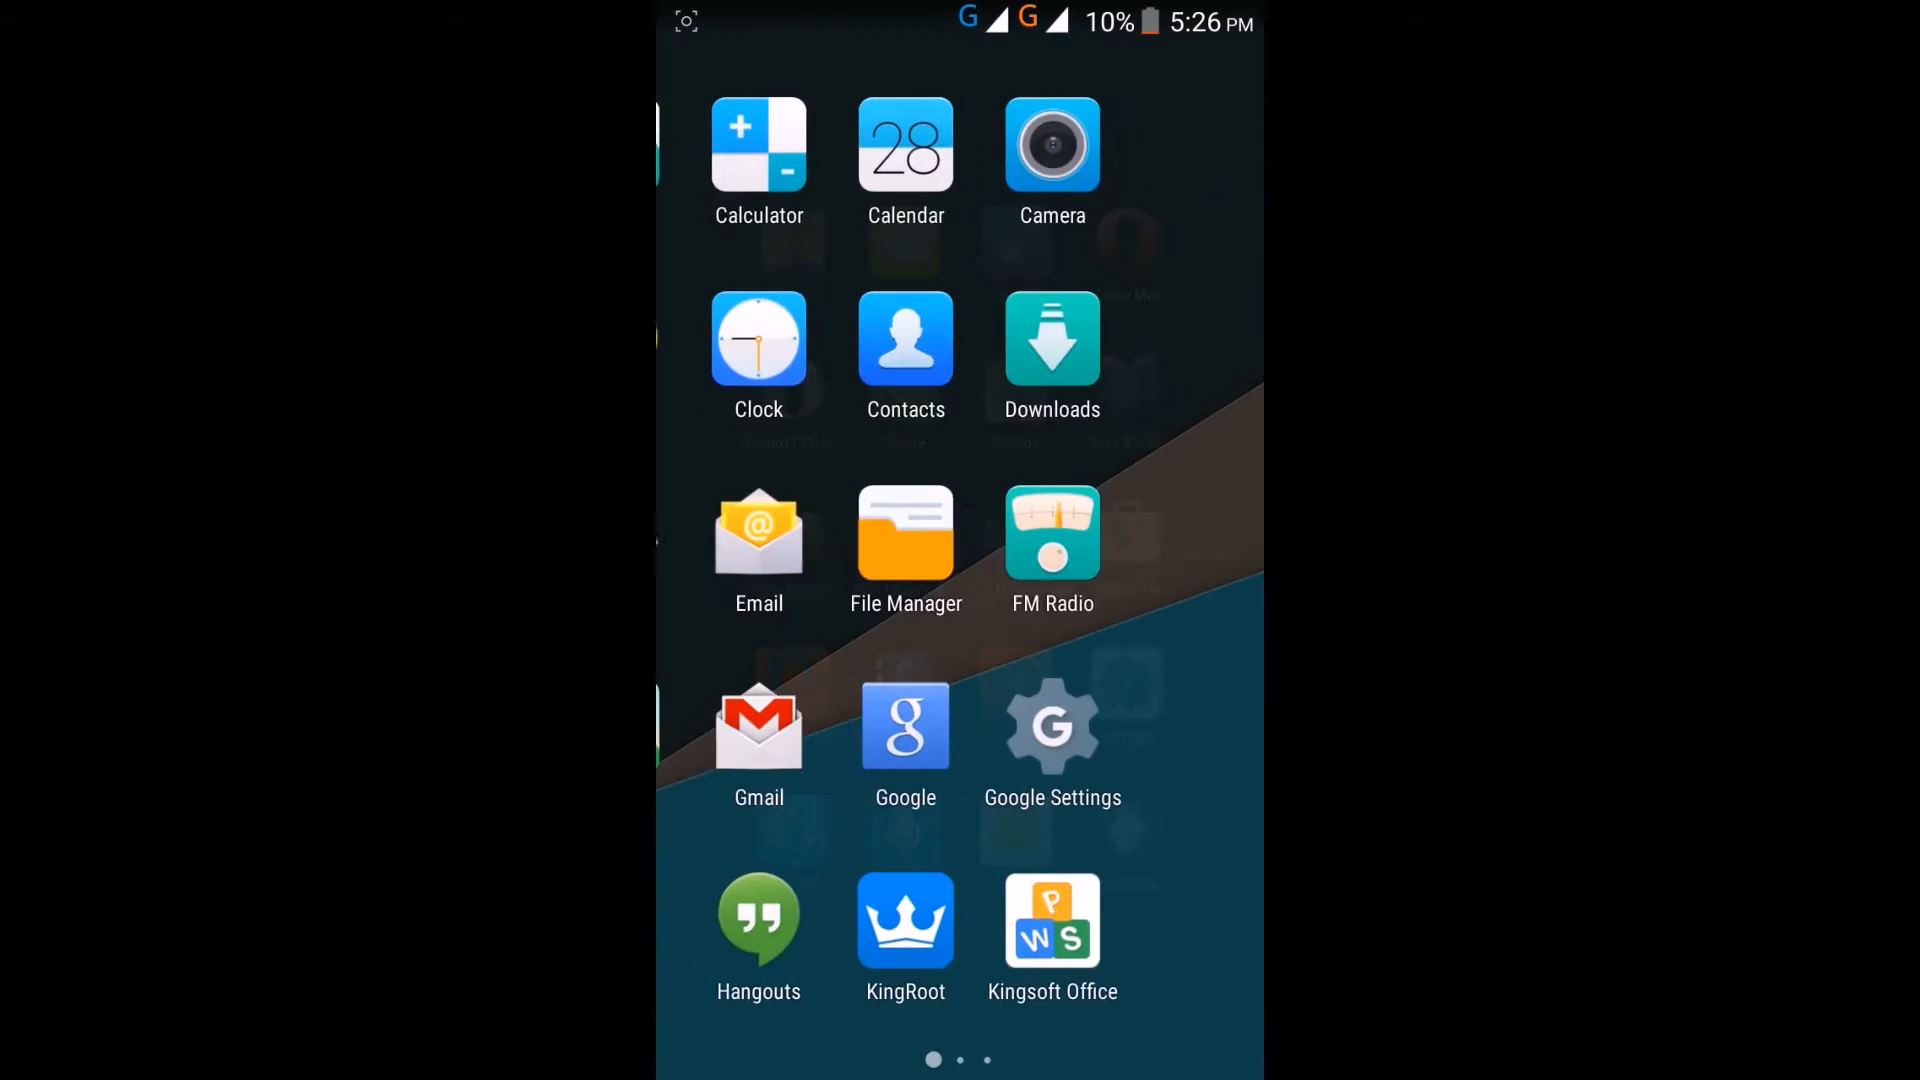 G G 10% 5:26 PM
28
Calculator Calendar Camera
Clock Contacts Downloads
@
Email File Manager FM Radio
g G
Gmail Google Google Settings
P
W S
Hangouts KingRoot Kingsoft Office